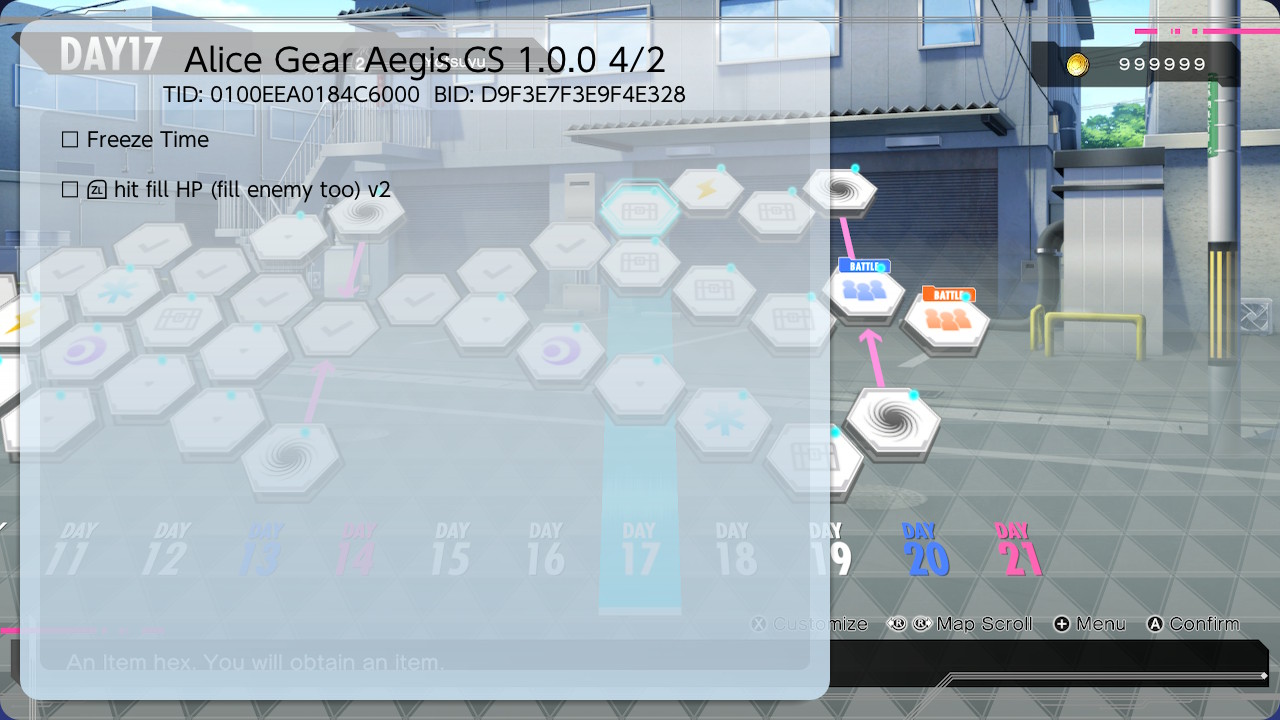 DAY17
Alice Gear Aegis CS 1.0.0 4/2
999999
TID: 0100EEA0184C6000 BID: D9F3E7F3E9F4E328
Freeze Time
ZL hit fill HP (fill enemy too) v2
BATTLE
BATTLE
DAY 11
DAY 12
DAY 13
DAY 14
DAY 15
DAY 16
DAY 17
DAY 18
DAY 19
DAY 20
DAY 21
X Customize R R Map Scroll + Menu A Confirm
An Item hex. You will obtain an item.